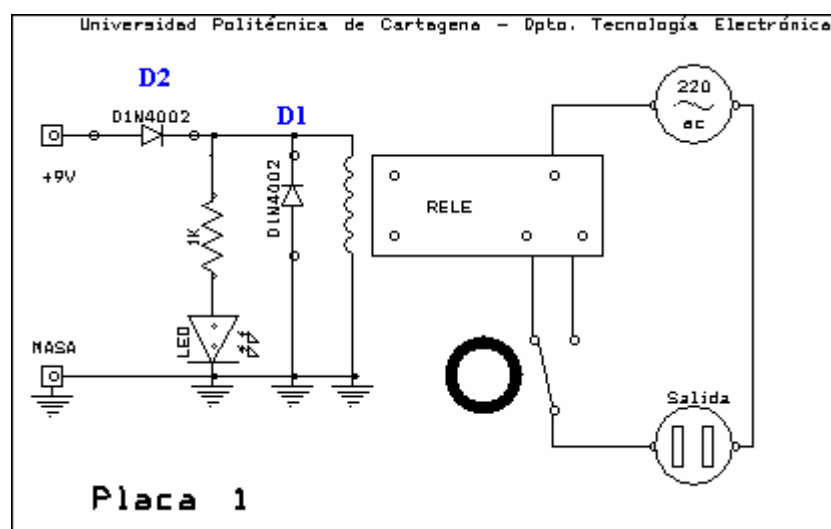 Universidad Politécnica de Cartagena - Dpto. Tecnología Electrónica
D2
D1N4002
D1
+9V
D1N4002
1K
LED
MASA
RELE
220
ac
Salida
Placa 1